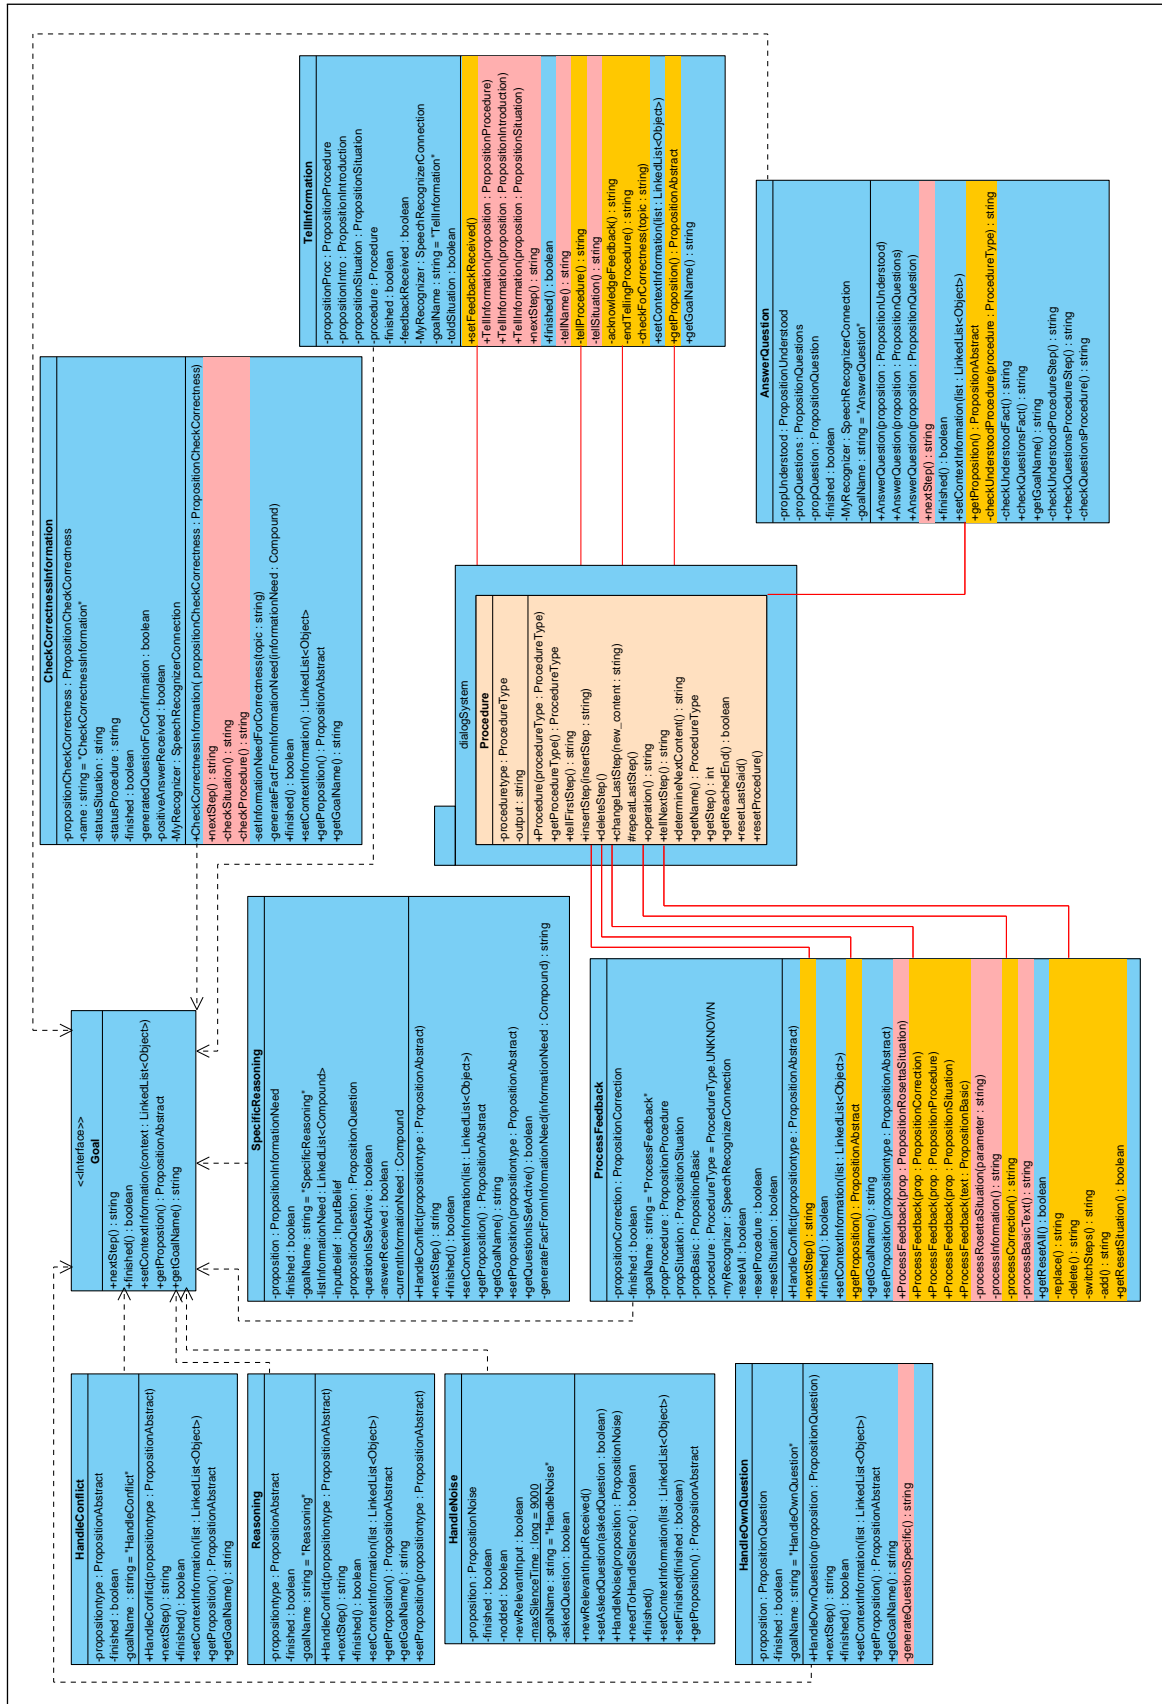 HandleConflict
-propositiontype : PropositionAbstract
-finished : boolean
-goalName : string = "HandleConflict"
+HandleConflict(propositiontype : PropositionAbstract)
+nextStep() : string
+finished() : boolean
+setContextInformation(list : LinkedList<Object>)
+getProposition() : PropositionAbstract
+getGoalName() : string
Reasoning
-propositiontype : PropositionAbstract
-finished : boolean
-goalName : string = "Reasoning"
+HandleConflict(propositiontype : PropositionAbstract)
+nextStep() : string
+finished() : boolean
+setContextInformation(list : LinkedList<Object>)
+getProposition() : PropositionAbstract
+getGoalName() : string
+setProposition(propositiontype : PropositionAbstract)
HandleNoise
-proposition : PropositionNoise
-finished : boolean
-nodded : boolean
-newRelevantInput : boolean
-maxSilenceTime : long = 9000
-goalName : string = "HandleNoise"
-askedQuestion : boolean
+newRelevantInputReceived()
+setAskedQuestion(askedQuestion : boolean)
+HandleNoise(proposition : PropositionNoise)
+needToHandleSilence() : boolean
+finished()
+setContextInformation(list : LinkedList<Object>)
+setFinished(finished : boolean)
+getProposition() : PropositionAbstract
HandleOwnQuestion
-proposition : PropositionQuestion
-finished : boolean
-goalName : string = "HandleOwnQuestion"
+HandleOwnQuestion(proposition : PropositionQuestion)
+nextStep() : string
+finished() : boolean
+setContextInformation(list : LinkedList<Object>)
+getProposition() : PropositionAbstract
+getGoalName() : string
-generateQuestionSpecific() : string
<<Interface>>
Goal
+nextStep() : string
+finished() : boolean
+setContextInformation(context : LinkedList<Object>)
+getProposition() : PropositionAbstract
+getGoalName() : string
SpecificReasoning
-proposition : PropositionInformationNeed
-finished : boolean
-goalName : string = "SpecificReasoning"
-listInformationNeed : LinkedList<Compound>
-inputBelief : InputBelief
-propositionQuestion : PropositionQuestion
-questionIsSetActive : boolean
-answerReceived : boolean
-currentInformationNeed : Compound
+HandleConflict(propositiontype : PropositionAbstract)
+nextStep() : string
+finished() : boolean
+setContextInformation(list : LinkedList<Object>)
+getProposition() : PropositionAbstract
+getGoalName() : string
+setProposition(propositiontype : PropositionAbstract)
+getQuestionIsSetActive() : boolean
-generateFactFromInformationNeed(informationNeed : Compound) : string
ProcessFeedback
-propositionCorrection : PropositionCorrection
-finished : boolean
-goalName : string = "ProcessFeedback"
-propProcedure : PropositionProcedure
-propSituation : PropositionSituation
-propBasic : PropositionBasic
-procedure : ProcedureType = ProcedureType.UNKNOWN
-myRecognizer : SpeechRecognizerConnection
-resetAll : boolean
-resetProcedure : boolean
-resetSituation : boolean
+HandleConflict(propositiontype : PropositionAbstract)
+nextStep() : string
+finished() : boolean
+setContextInformation(list : LinkedList<Object>)
+getProposition() : PropositionAbstract
+getGoalName() : string
+setProposition(propositiontype : PropositionAbstract)
+ProcessFeedback(prop : PropositionRosettaSituation)
+ProcessFeedback(prop : PropositionCorrection)
+ProcessFeedback(prop : PropositionProcedure)
+ProcessFeedback(prop : PropositionSituation)
+ProcessFeedback(text : PropositionBasic)
-processRosettaSituation(parameter : string)
-processInformation() : string
-processCorrection() : string
-processBasicText() : string
+getResetAll() : boolean
-replace() : string
-delete() : string
-switchSteps() : string
-add() : string
+getResetSituation() : boolean
CheckCorrectnessInformation
-propositionCheckCorrectness : PropositionCheckCorrectness
-name : string = "CheckCorrectnessInformation"
-statusSituation : string
-statusProcedure : string
-finished : boolean
-generatedQuestionForConfirmation : boolean
-positiveAnswerReceived : boolean
-MyRecognizer : SpeechRecognizerConnection
+CheckCorrectnessInformation( propositionCheckCorrectness : PropositionCheckCorrectness)
+nextStep() : string
-checkSituation() : string
-checkProcedure() : string
-setInformationNeedForCorrectness(topic : string)
-generateFactFromInformationNeed(informationNeed : Compound)
+finished() : boolean
+setContextInformation() : LinkedList<Object>
+getProposition() : PropositionAbstract
+getGoalName() : string
dialogSystem
Procedure
-proceduretype : ProcedureType
-output : string
+Procedure(procedureType : ProcedureType)
+getProcedureType() : ProcedureType
+tellFirstStep() : string
+insertStep(insertStep : string)
+deleteStep()
+changeLastStep(new_content : string)
#repeatLastStep()
+operation() : string
+tellNextStep() : string
+determineNextContent() : string
+getName() : ProcedureType
+getStep() : int
+getReachedEnd() : boolean
+resetLastSaid()
+resetProcedure()
TellInformation
-propositionProc : PropositionProcedure
-propositionIntro : PropositionIntroduction
-propositionSituation : PropositionSituation
-procedure : Procedure
-finished : boolean
-feedbackReceived : boolean
-MyRecognizer : SpeechRecognizerConnection
-goalName : string = "TellInformation"
-toldSituation : boolean
+setFeedbackReceived()
+TellInformation(proposition : PropositionProcedure)
+TellInformation(proposition : PropositionIntroduction)
+TellInformation(proposition : PropositionSituation)
+nextStep() : string
+finished() : boolean
-tellName() : string
-tellProcedure() : string
-tellSituation() : string
-acknowledgeFeedback() : string
-endTellingProcedure() : string
-checkForCorrectness(topic : string)
+setContextInformation(list : LinkedList<Object>)
+getProposition() : PropositionAbstract
+getGoalName() : string
AnswerQuestion
-propUnderstood : PropositionUnderstood
-propQuestions : PropositionQuestions
-propQuestion : PropositionQuestion
-finished : boolean
-MyRecognizer : SpeechRecognizerConnection
-goalName : string = "AnswerQuestion"
+AnswerQuestion(proposition : PropositionUnderstood)
+AnswerQuestion(proposition : PropositionQuestions)
+AnswerQuestion(proposition : PropositionQuestion)
+nextStep() : string
+finished() : boolean
+setContextInformation(list : LinkedList<Object>)
+getProposition() : PropositionAbstract
-checkUnderstoodProcedure(procedure : ProcedureType) : string
-checkUnderstoodFact() : string
+checkQuestionsFact() : string
+getGoalName() : string
-checkUnderstoodProcedureStep() : string
+checkQuestionsProcedureStep() : string
-checkQuestionsProcedure() : string